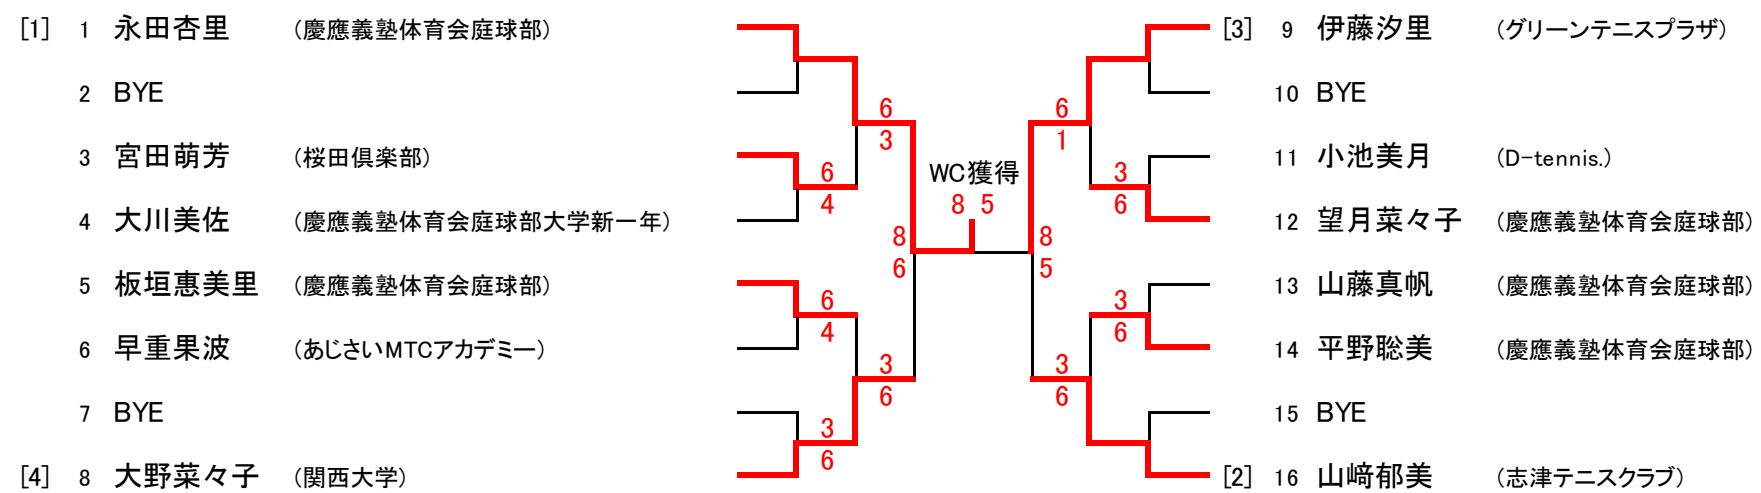 [1] 1 永田杏里 (慶應義塾体育会庭球部)
2 BYE
3 宮田萌芳 (桜田倶楽部)
4 大川美佐 (慶應義塾体育会庭球部大学新一年)
5 板垣惠美里 (慶應義塾体育会庭球部)
6 早重果波 (あじさいMTCアカデミー)
7 BYE
[4] 8 大野菜々子 (関西大学)
6
4
6
4
3
6
6
3
3
6
8
6
WC獲得
8 5
8
5
6
1
3
6
3
6
3
6
[3] 9 伊藤汐里 (グリーンテニスプラザ)
10 BYE
11 小池美月 (D-tennis.)
12 望月菜々子 (慶應義塾体育会庭球部)
13 山藤真帆 (慶應義塾体育会庭球部)
14 平野聡美 (慶應義塾体育会庭球部)
15 BYE
[2] 16 山﨑郁美 (志津テニスクラブ)